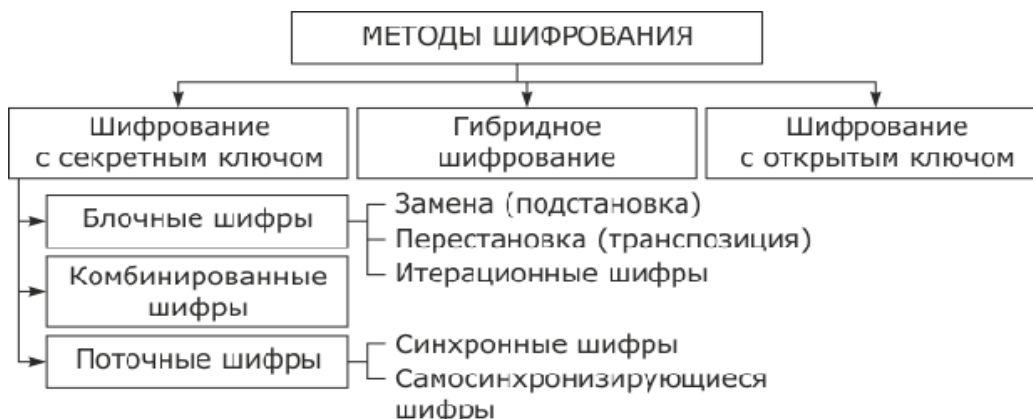 МЕТОДЫ ШИФРОВАНИЯ
Шифрование
с секретным ключом
Гибридное
шифрование
Шифрование
с открытым ключом
Блочные шифры
Замена (подстановка)
Перестановка (транспозиция)
Итерационные шифры
Комбинированные
шифры
Поточные шифры
Синхронные шифры
Самосинхронизирующиеся
шифры